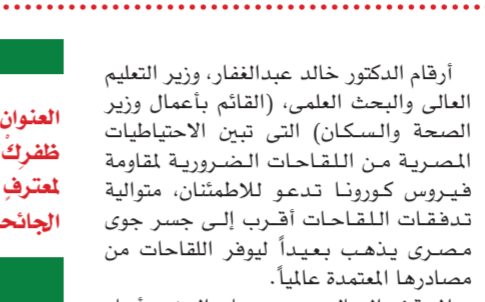 أرقام الدكتور خالد عبدالغفار، وزير التعليم
العالى والبحث العلمى، (القائم بأعمال وزير
الصحة والسكان) التى تبين الاحتياطيات
المصرية من اللقاحات الضرورية لمقاومة
فيروس كورونا تدعو للاطمئنان، متوالية
تدفقات اللقاحات أقرب إلى جسر جوى
مصرى يذهب بعيداً ليوفر اللقاحات من
مصادرها المعتمدة عالمياً.
العنوان
ظفركْ
لمعترفٍ